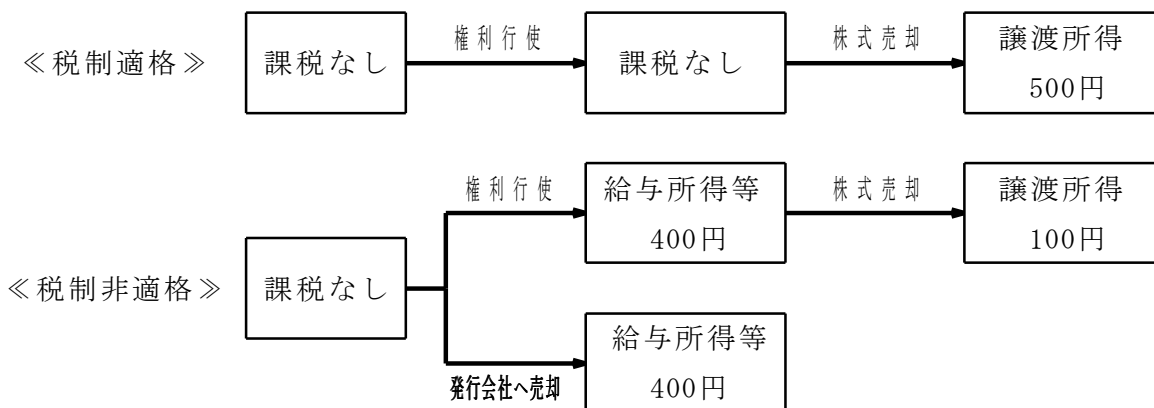 ≪税制適格≫
課税なし
権利行使
課税なし
株式売却
譲渡所得
500円
≪税制非適格≫
課税なし
権利行使
給与所得等
400円
株式売却
譲渡所得
100円
発行会社へ売却
給与所得等
400円